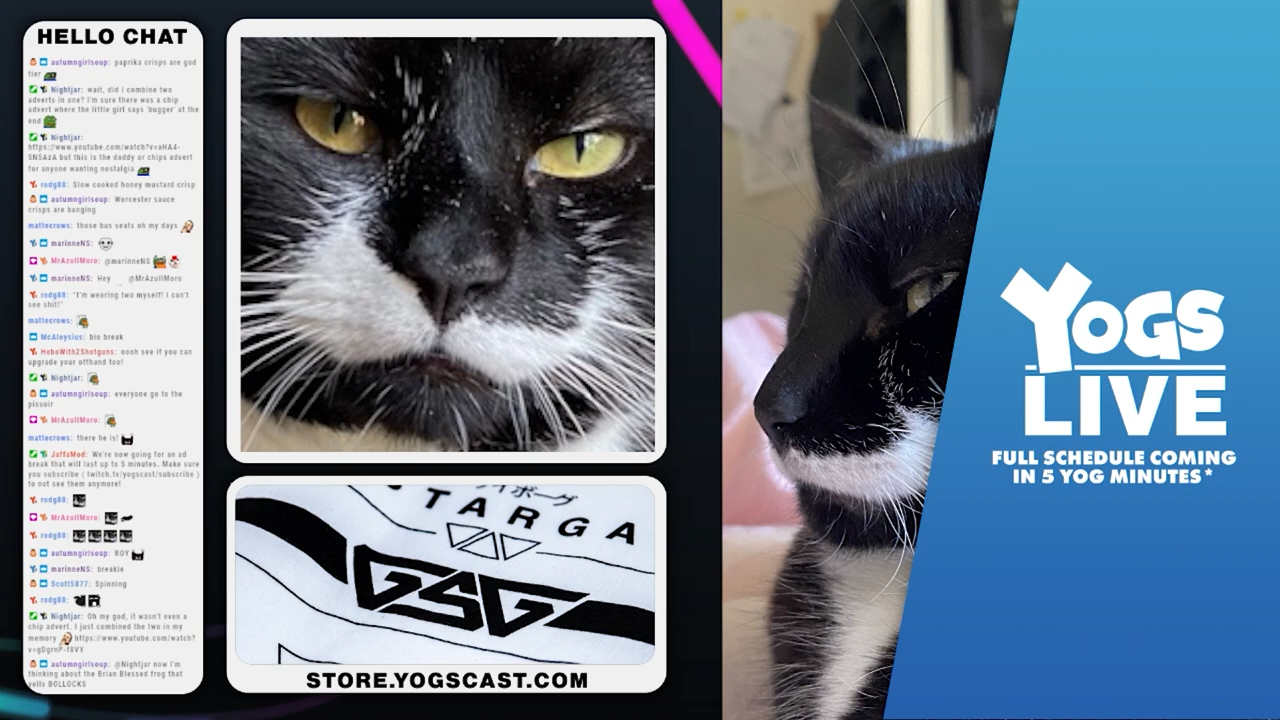 HELLO CHAT
autumngirlsoup: paprika crisps are god
tier
Nightjar: wait, did I combine two
adverts in one? I'm sure there was a chip
advert where the little girl says 'bugger' at the
end
Nightjar:
https://www.youtube.com/watch?v=aHA4-
SNSAzA but this is the daddy or chips advert
for anyone wanting nostalgia
rodg88: Slow cooked honey mustard crisp
autumngirlsoup: Worcester sauce
crisps are banging
mattecrows: those bus seats oh my days
marinneNS:
MrAzullMoro: @marinneNS
marinneNS: Hey @MrAzullMoro
rodg88: "I'm wearing two myself! I can't
see shit!"
mattecrows:
McAloysius: bio break
HoboWith2Shotguns: oooh see if you can
upgrade your offhand too!
Nightjar:
autumngirlsoup: everyone go to the
pissoir
MrAzullMoro:
mattecrows: there he is!
JaffaMod: We're now going for an ad
break that will last up to 5 minutes. Make sure
you subscribe ( twitch.tv/yogscast/subscribe )
to not see them anymore!
rodg88:
MrAzullMoro:
rodg88:
autumngirlsoup: ROY
marinneNS: breakie
Scott5877: Spinning
rodg88:
Nightjar: Oh my god, it wasn't even a
chip advert. I just combined the two in my
memory https://www.youtube.com/watch?
autumngirlsoup: @Nightjar now I'm
thinking about the Brian Blessed frog that
yells BOLLOCKS
TARGA
GSG
STORE.YOGSCAST.COM
YOGS
LIVE
FULL SCHEDULE COMING
IN 5 YOG MINUTES*